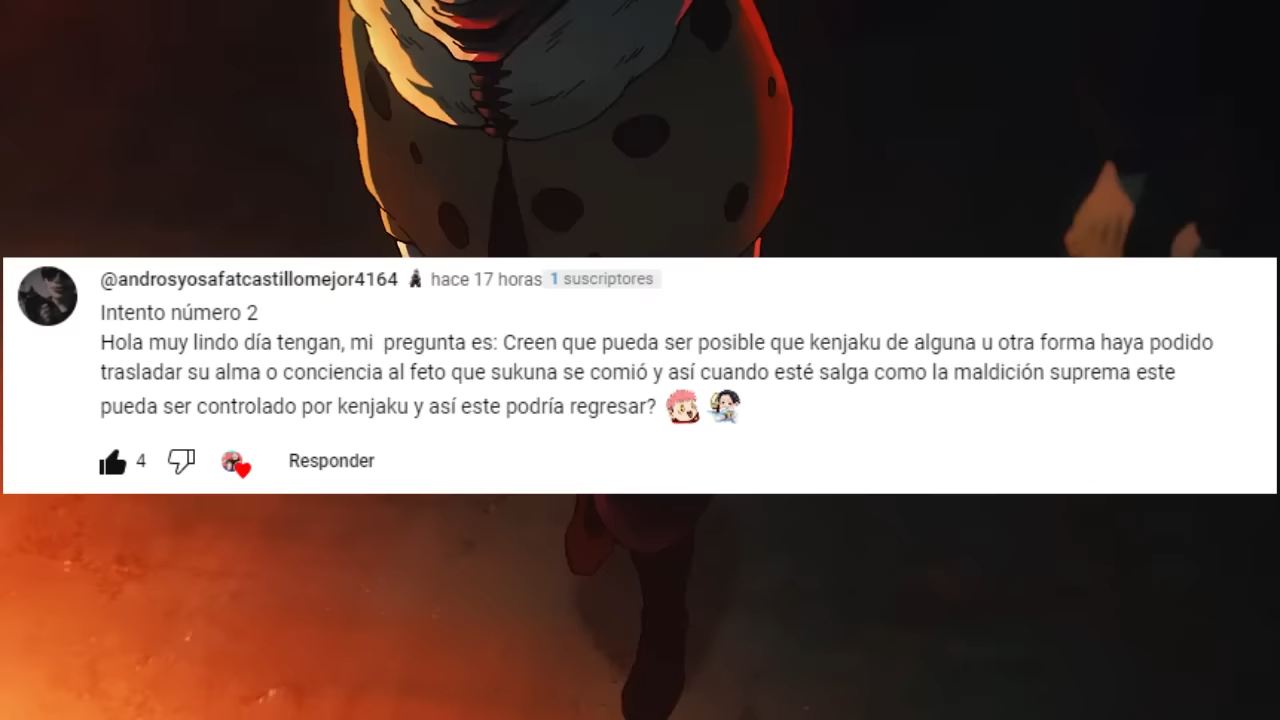 @androsyosafatcastillomejor4164 hace 17 horas 1 suscriptores
Intento número 2
Hola muy lindo día tengan, mi pregunta es: Creen que pueda ser posible que kenjaku de alguna u otra forma haya podido
trasladar su alma o conciencia al feto que sukuna se comió y así cuando esté salga como la maldición suprema este
pueda ser controlado por kenjaku y así este podría regresar?
4 Responder